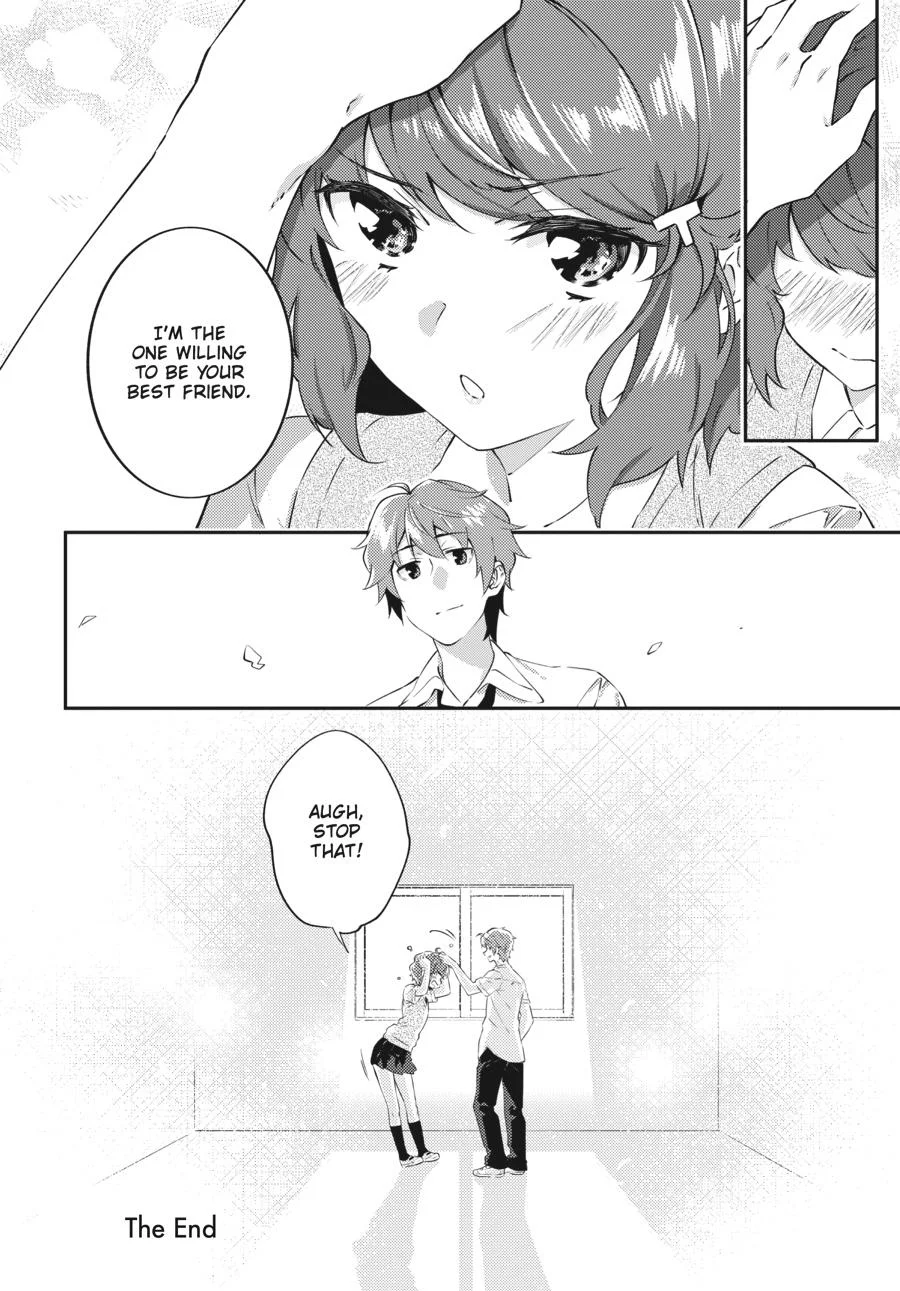 I'M THE
ONE WILLING
TO BE YOUR
BEST FRIEND.
AUGH,
STOP
THAT!
The End